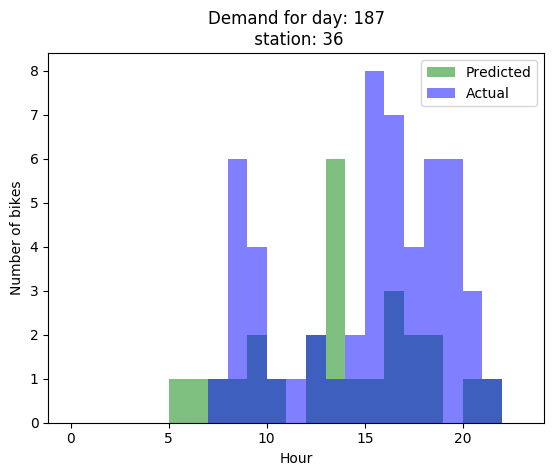 Demand for day: 187
station: 36
Predicted
Actual
Number of bikes
8
7
6
5
4
3
2
1
0
0 5 10 15 20
Hour